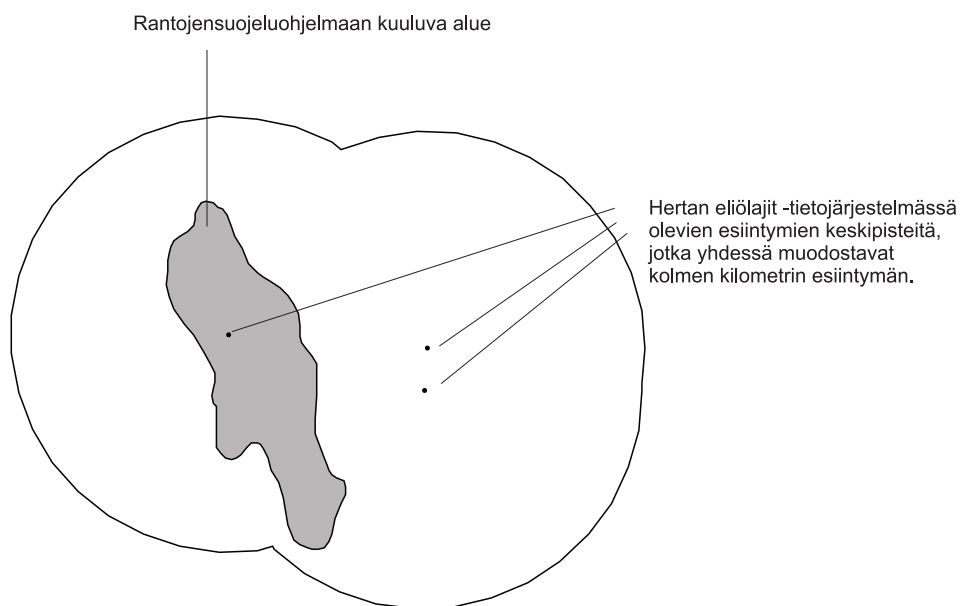 Rantojensuojeluohjelmaan kuuluva alue
Hertan eliölajit -tietojärjestelmässä
olevien esiintymien keskipisteitä,
jotka yhdessä muodostavat
kolmen kilometrin esiintymän.